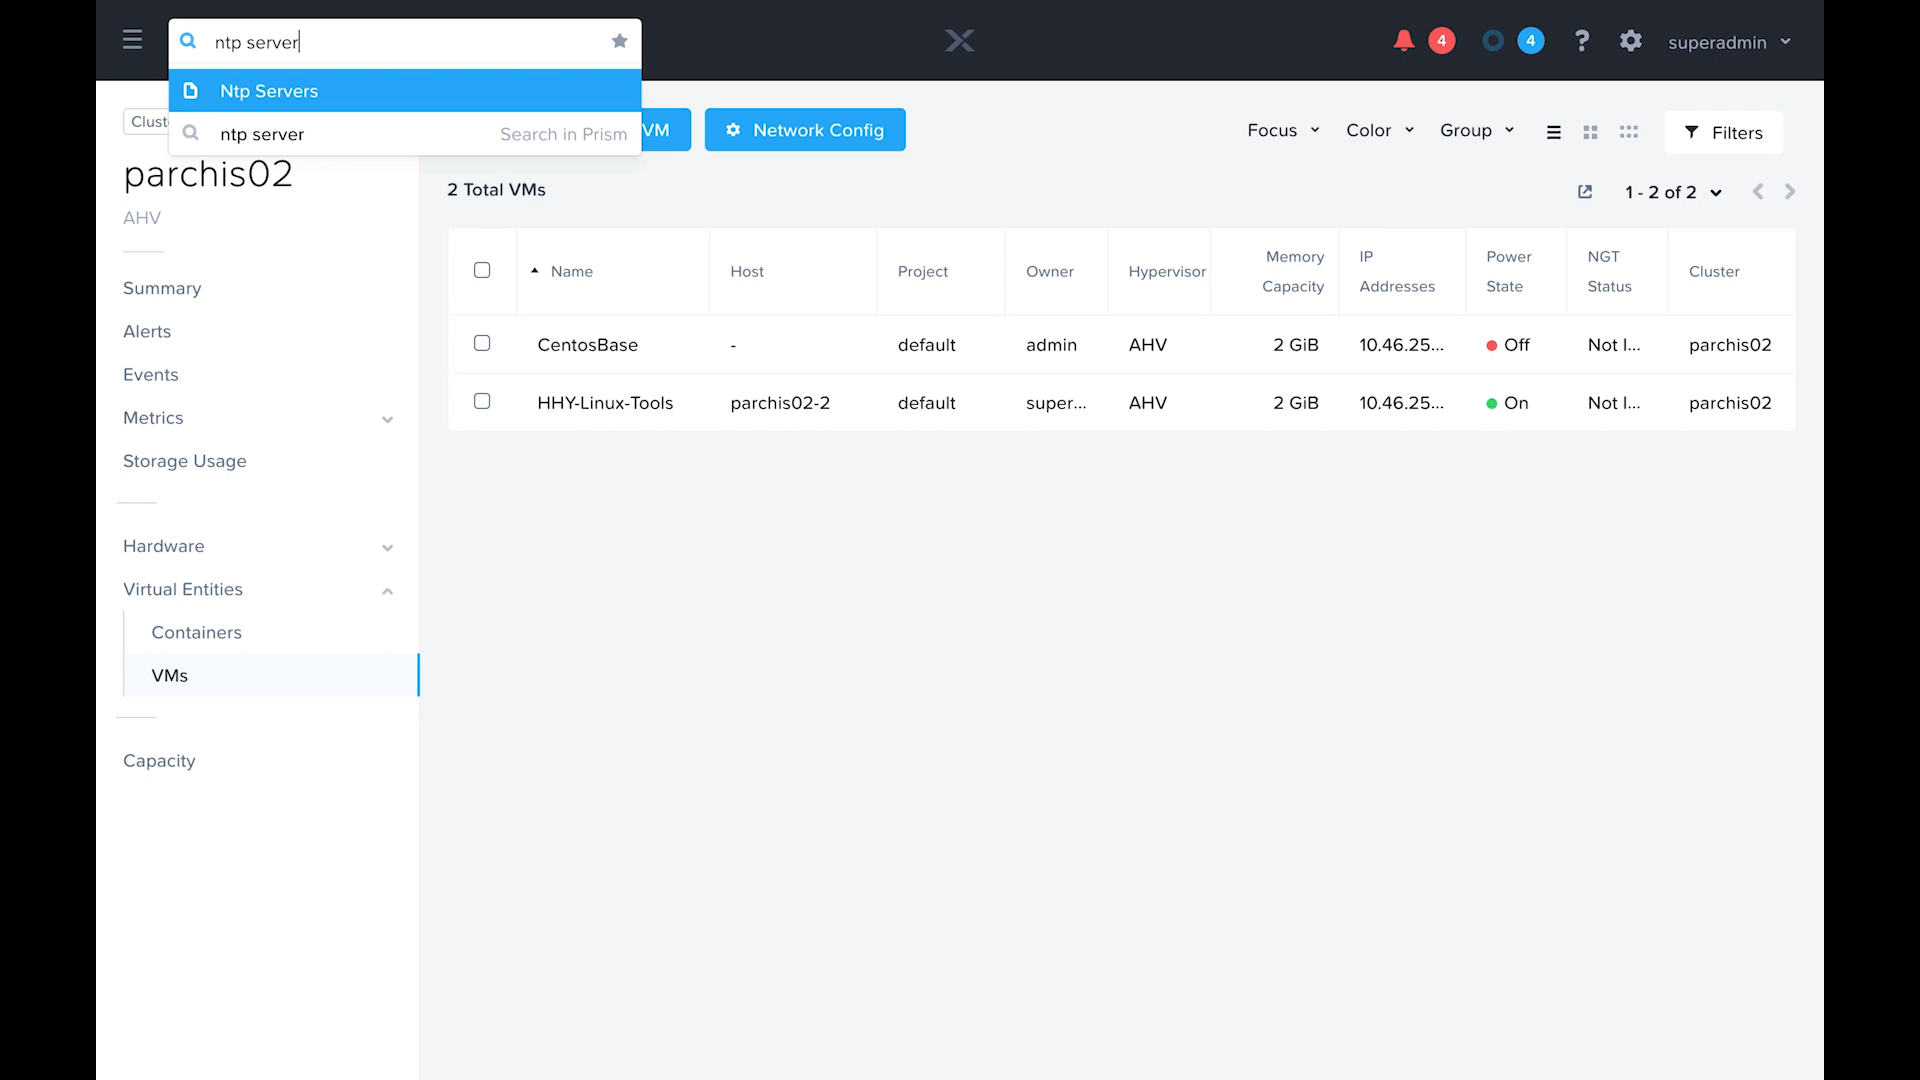 ntp server
4
4
?
superadmin
Ntp Servers
ntp server Search in Prism
VM
Network Config
Focus
Color
Group
Filters
parchis02
AHV
2 Total VMs
1 - 2 of 2
Summary
Alerts
Events
Metrics
Storage Usage
Hardware
Virtual Entities
Containers
VMs
Capacity
Name Host Project Owner Hypervisor Memory Capacity IP Addresses Power State NGT Status Cluster
CentosBase - default admin AHV 2 GiB 10.46.25... Off Not I... parchis02
HHY-Linux-Tools parchis02-2 default super... AHV 2 GiB 10.46.25... On Not I... parchis02